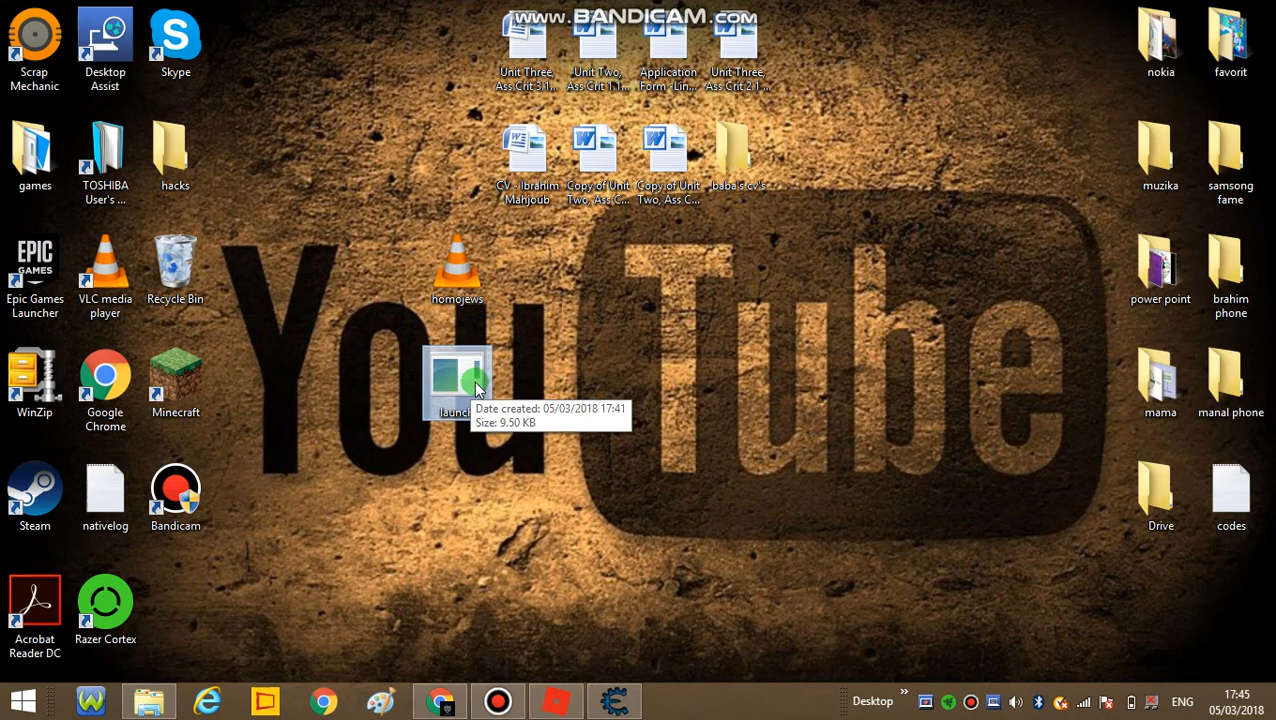 www.BANDICAM.com
Scrap
Mechanic
Desktop
Assist
Skype
Unit Three,
Ass Crit 3.1...
Unit Two,
Ass Crit 1.1...
Application
Form -Lin...
Unit Three,
Ass Crit 2.1 ...
nokia
favorit
games
TOSHIBA
User's ...
hacks
CV - Ibrahim
Mahjoub
Copy of Unit
Two, Ass C...
Copy of Unit
Two, Ass C...
baba's cv's
muzika
samsong
fame
EPIC
GAMES
Epic Games
Launcher
VLC media
player
Recycle Bin
homojews
YouTube
power point
brahim
phone
WinZip
Google
Chrome
Minecraft
launch
Date created: 05/03/2018 17:41
Size: 9.50 KB
mama
manal phone
Steam
nativelog
Bandicam
Drive
codes
Acrobat
Reader DC
Razer Cortex
Desktop
ENG
17:45
05/03/2018